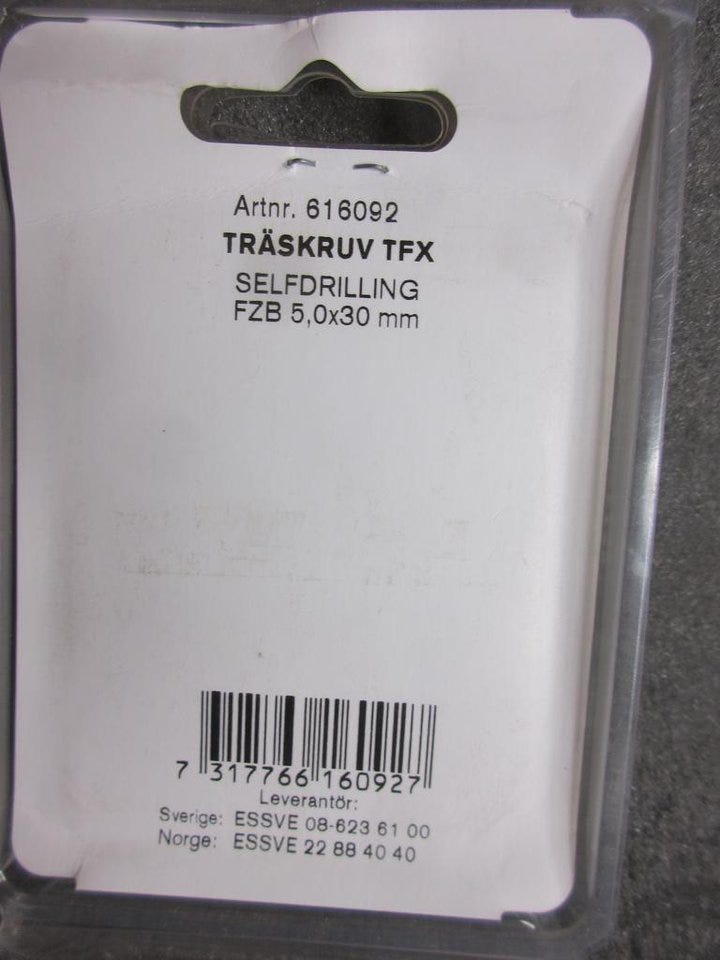 Artnr. 616092
TRÄSKRUV TFX
SELFDRILLING
FZB 5,0x30 mm
7 317766 160927
Leverantör:
Sverige: ESSVE 08-623 61 00
Norge: ESSVE 22 88 40 40